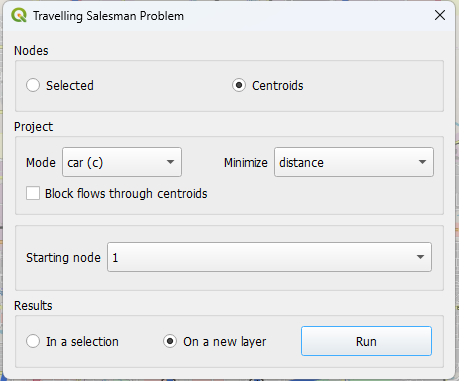 Travelling Salesman Problem
Nodes
Selected
Centroids
Project
Mode car (c) Minimize distance
Block flows through centroids
Starting node 1
Results
In a selection
On a new layer
Run